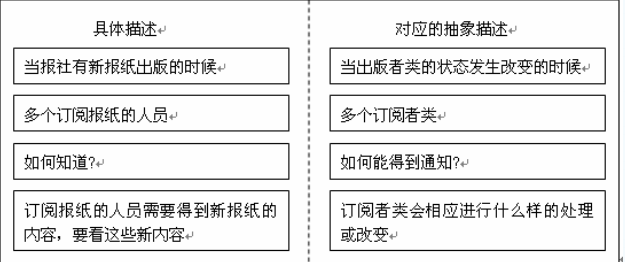 具体描述
对应的抽象描述
当报社有新报纸出版的时候
当出版者类的状态发生改变的时候
多个订阅报纸的人员
多个订阅者类
如何知道?
如何能得到通知?
订阅报纸的人员需要得到新报纸的
内容，要看这些新内容
订阅者类会相应进行什么样的处理
或改变